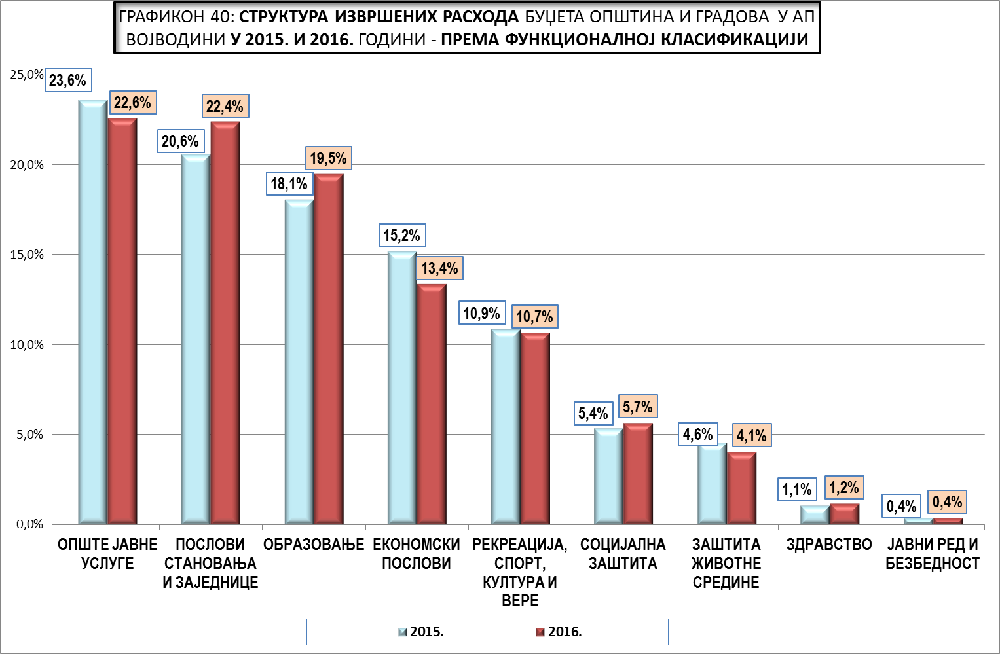 ГРАФИКОН 40: СТРУКТУРА ИЗВРШЕНИХ РАСХОДА БУЏЕТА ОПШТИНА И ГРАДОВА У АП
ВОЈВОДИНИ У 2015. И 2016. ГОДИНИ - ПРЕМА ФУНКЦИОНАЛНОЈ КЛАСИФИКАЦИЈИ
25,0%
20,0%
15,0%
10,0%
5,0%
0,0%
23,6%
22,6%
20,6%
22,4%
18,1%
19,5%
15,2%
13,4%
10,9%
10,7%
5,4%
5,7%
4,6%
4,1%
1,1%
1,2%
0,4%
0,4%
ОПШТЕ ЈАВНЕ
УСЛУГЕ
ПОСЛОВИ
СТАНОВАЊА
И ЗАЈЕДНИЦЕ
ОБРАЗОВАЊЕ
ЕКОНОМСКИ
ПОСЛОВИ
РЕКРЕАЦИЈА,
СПОРТ,
КУЛТУРА И
ВЕРЕ
СОЦИЈАЛНА
ЗАШТИТА
ЗАШТИТА
ЖИВОТНЕ
СРЕДИНЕ
ЗДРАВСТВО
ЈАВНИ РЕД И
БЕЗБЕДНОСТ
2015.
2016.